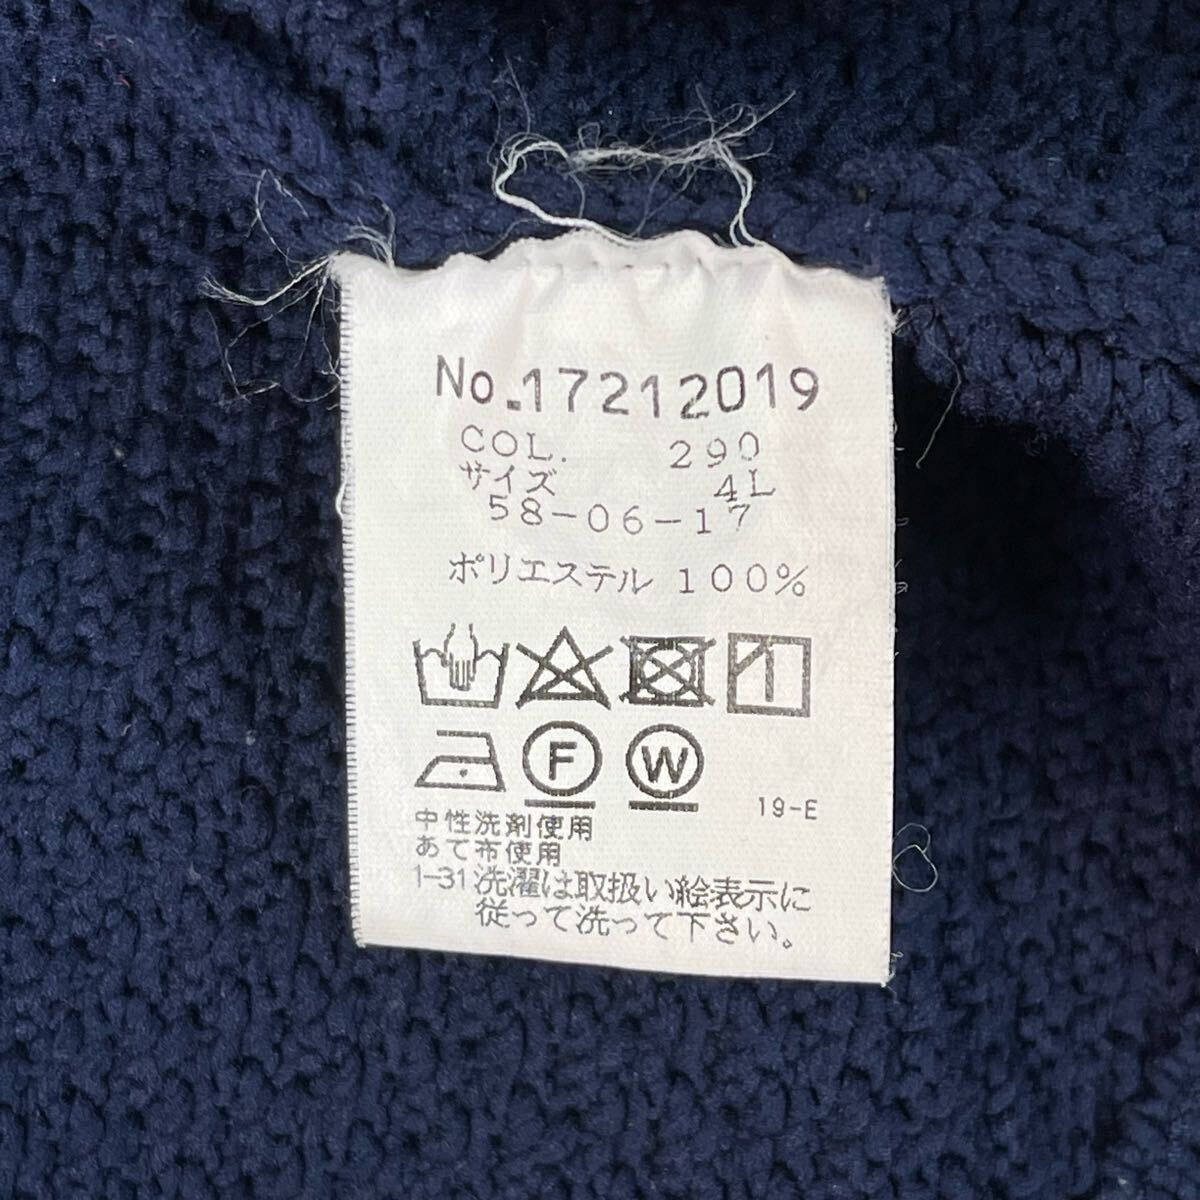 No.17212019
COL. 290
サイズ 4L
58-06-17
ポリエステル 100%
F W
19-E
中性洗剤使用
あて布使用
1-31洗濯は取扱い絵表示に
従って洗って下さい。